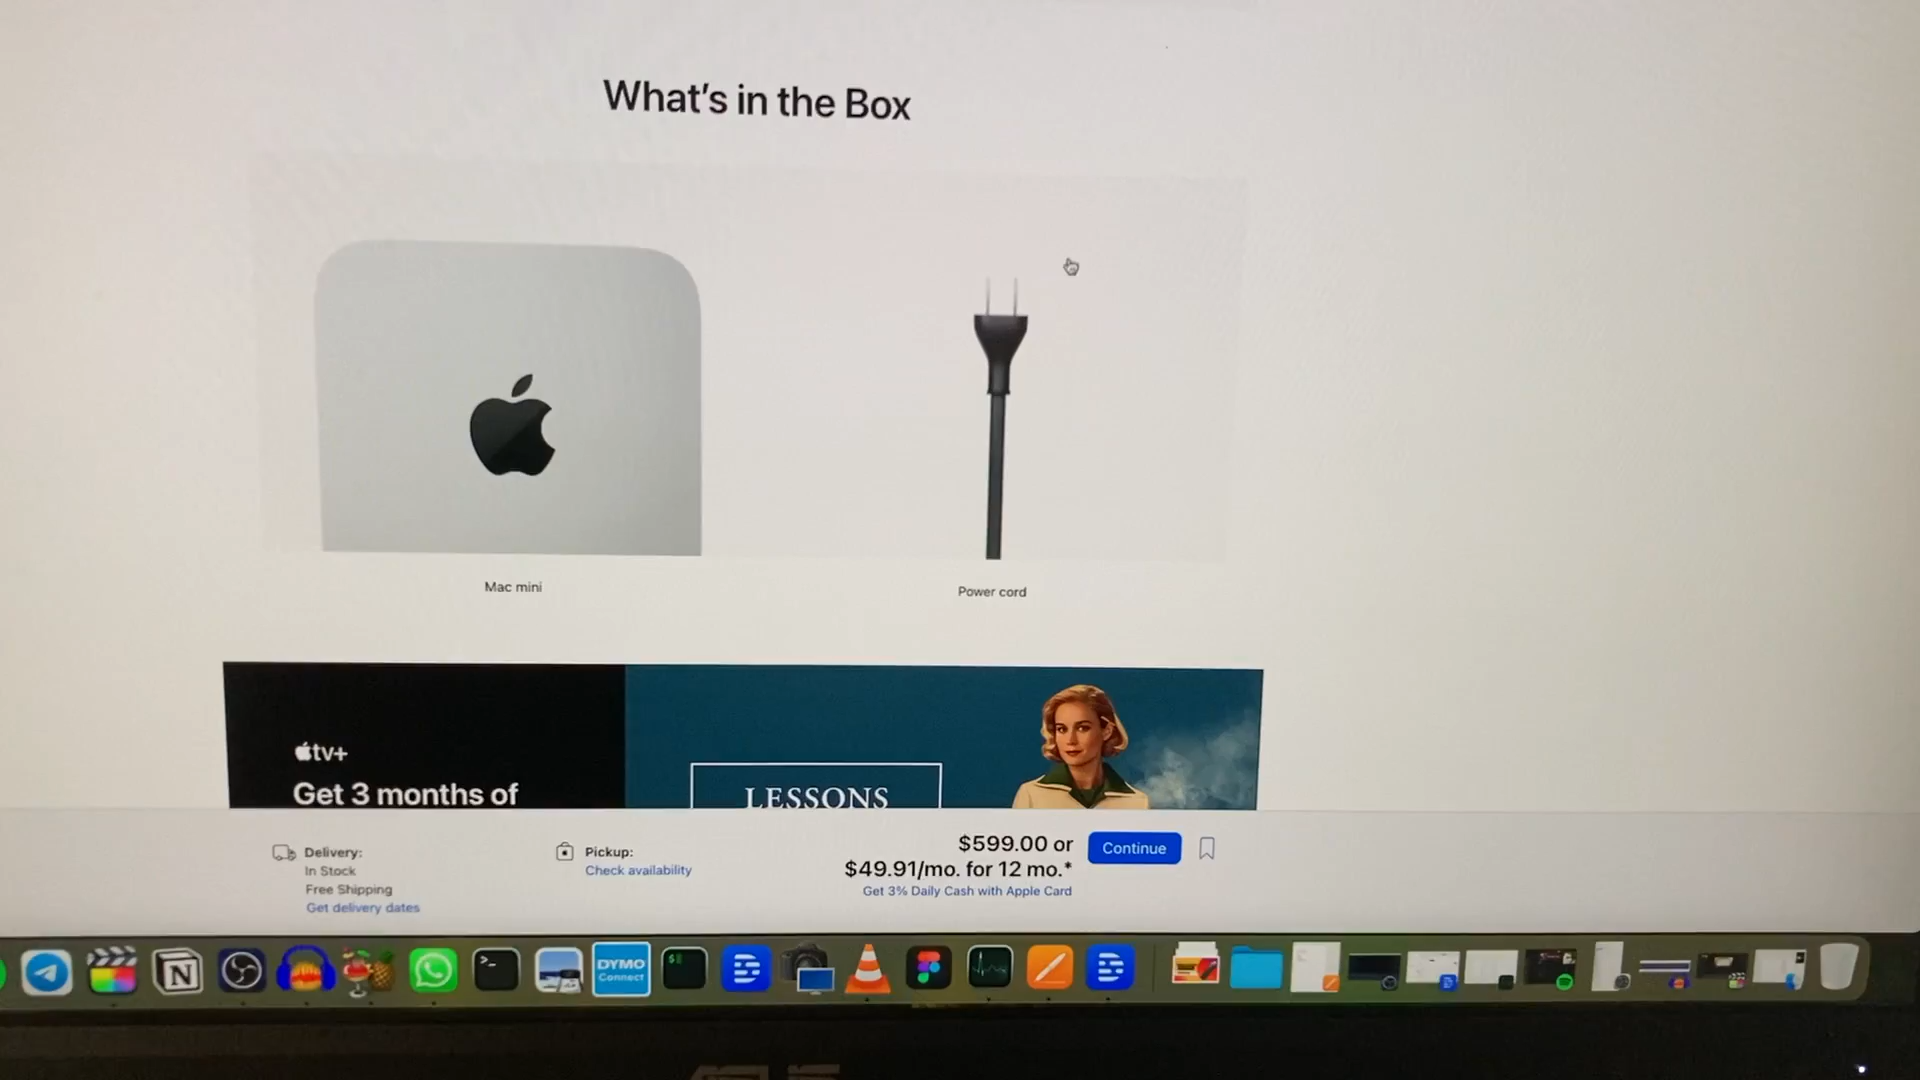 What's in the Box
Mac mini
Power cord
tv+
Get 3 months of
LESSONS
Delivery:
In Stock
Free Shipping
Get delivery dates
Pickup:
Check availability
$599.00 or
$49.91/mo. for 12 mo.*
Get 3% Daily Cash with Apple Card
Continue
DYMO
Connect